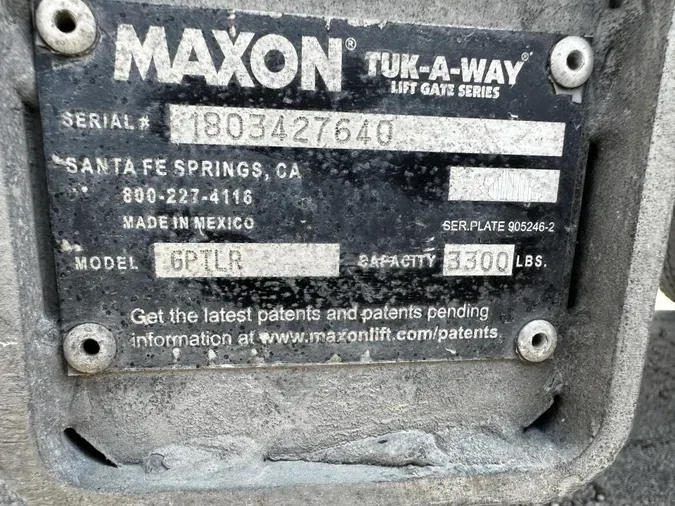 MAXON® TUK-A-WAY®
LIFT GATE SERIES
SERIAL # 1803427640
SANTA FE SPRINGS, CA
800-227-4116
MADE IN MEXICO
SER.PLATE 905246-2
MODEL GPTLR CAPACITY 3300 LBS.
Get the latest patents and patents pending
information at www.maxonlift.com/patents.